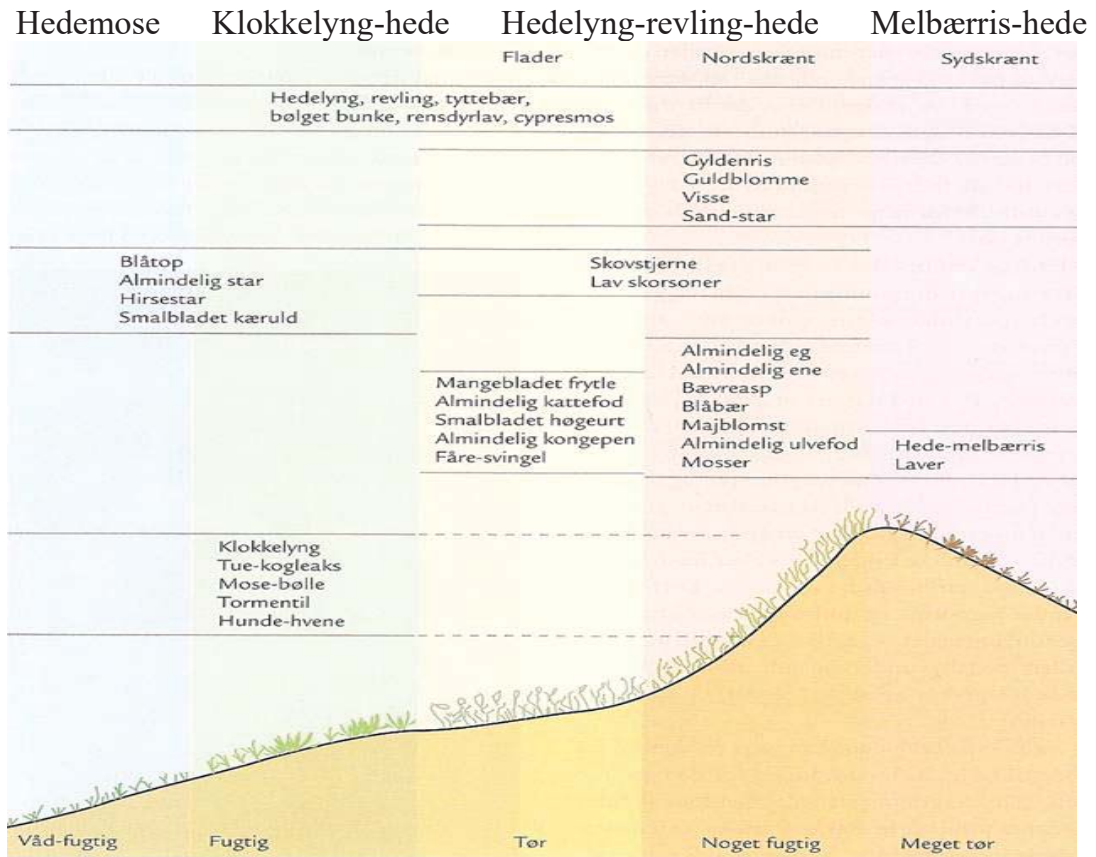 Hedemose Klokkelyng-hede Hedelyng-revling-hede Melbærris-hede
Flader Nordskrænt Sydskrænt
Hedelyng, revling, tyttebær,
bølget bunke, rensdyrlav, cypresmos
Gyldenris
Guldblomme
Visse
Sand-star
Blåtop
Almindelig star
Hirsestar
Smalbladet kæruld
Skovstjerne
Lav skorsoner
Mangebladet frytle
Almindelig kattefod
Smalbladet høgeurt
Almindelig kongepen
Fåre-svingel
Almindelig eg
Almindelig ene
Bævreasp
Blåbær
Majblomst
Almindelig ulvefod
Mosser
Hede-melbærris
Laver
Klokkelyng
Tue-kogleaks
Mose-bølle
Tormentil
Hunde-hvene
Våd-fugtig Fugtig Tør Noget fugtig Meget tør